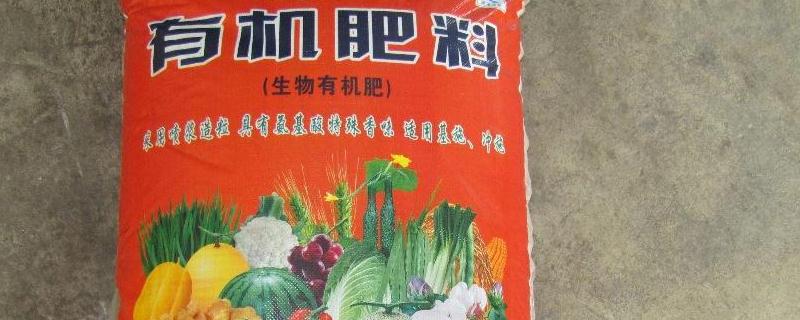 有机肥料
(生物有机肥)
采用喷浆造粒 具有氨基酸特殊香味 适用基施、冲施